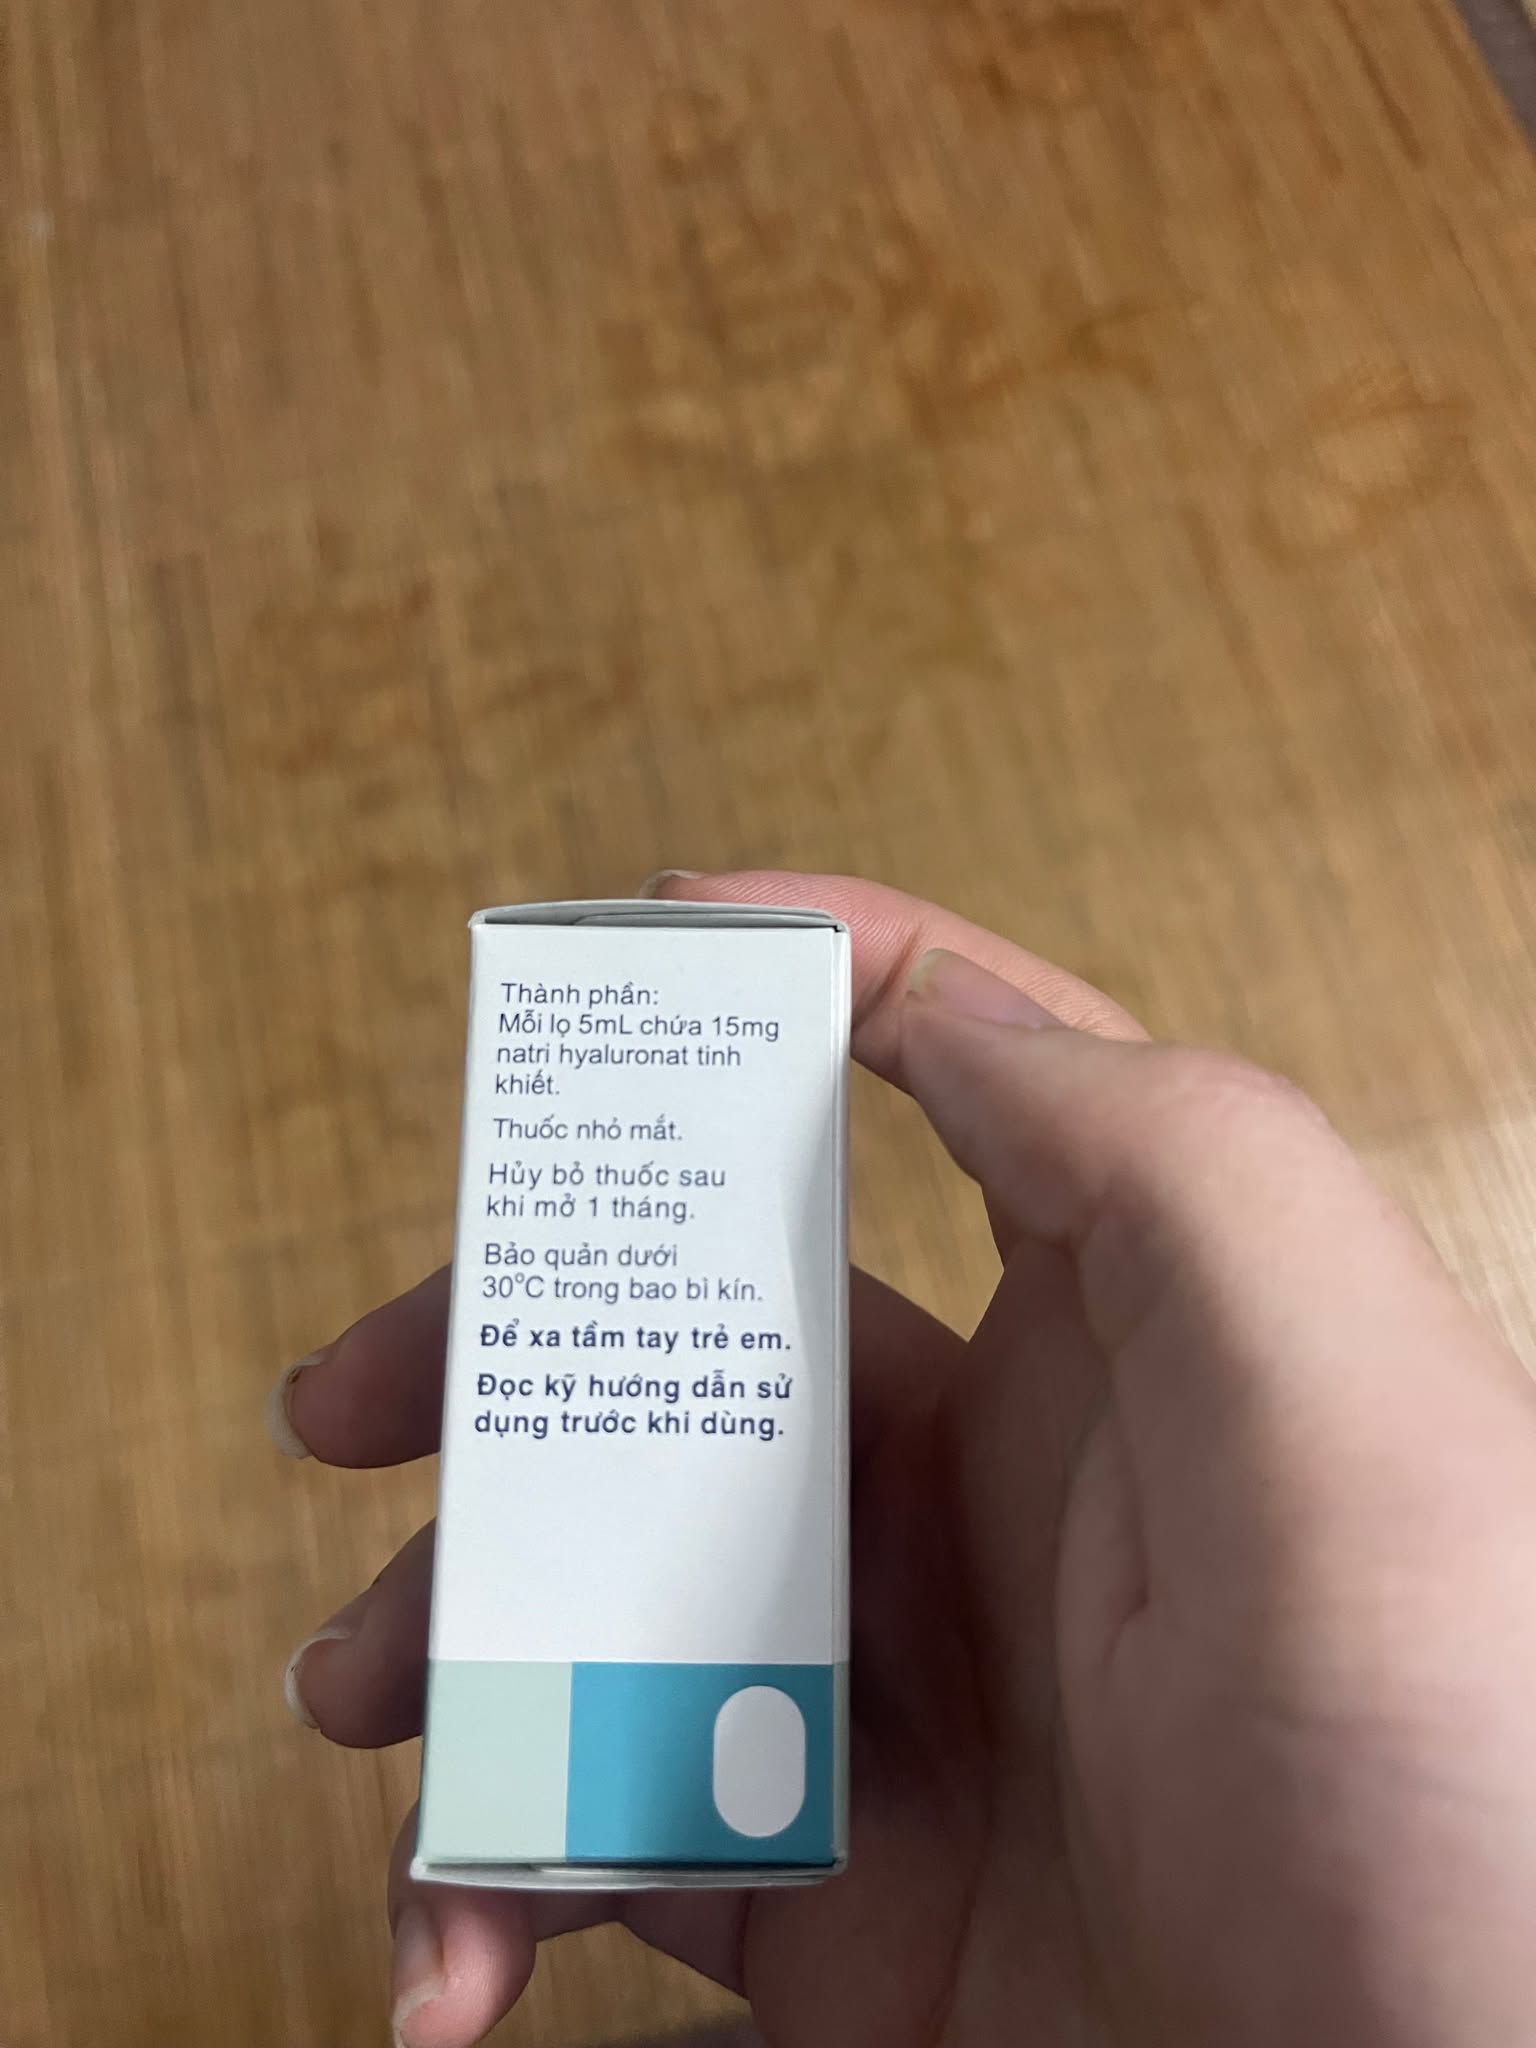 Thành phần:
Mỗi lọ 5mL chứa 15mg
natri hyaluronat tinh
khiết.
Thuốc nhỏ mắt.
Hủy bỏ thuốc sau
khi mở 1 tháng.
Bảo quản dưới
30°C trong bao bì kín.
Để xa tầm tay trẻ em.
Đọc kỹ hướng dẫn sử
dụng trước khi dùng.